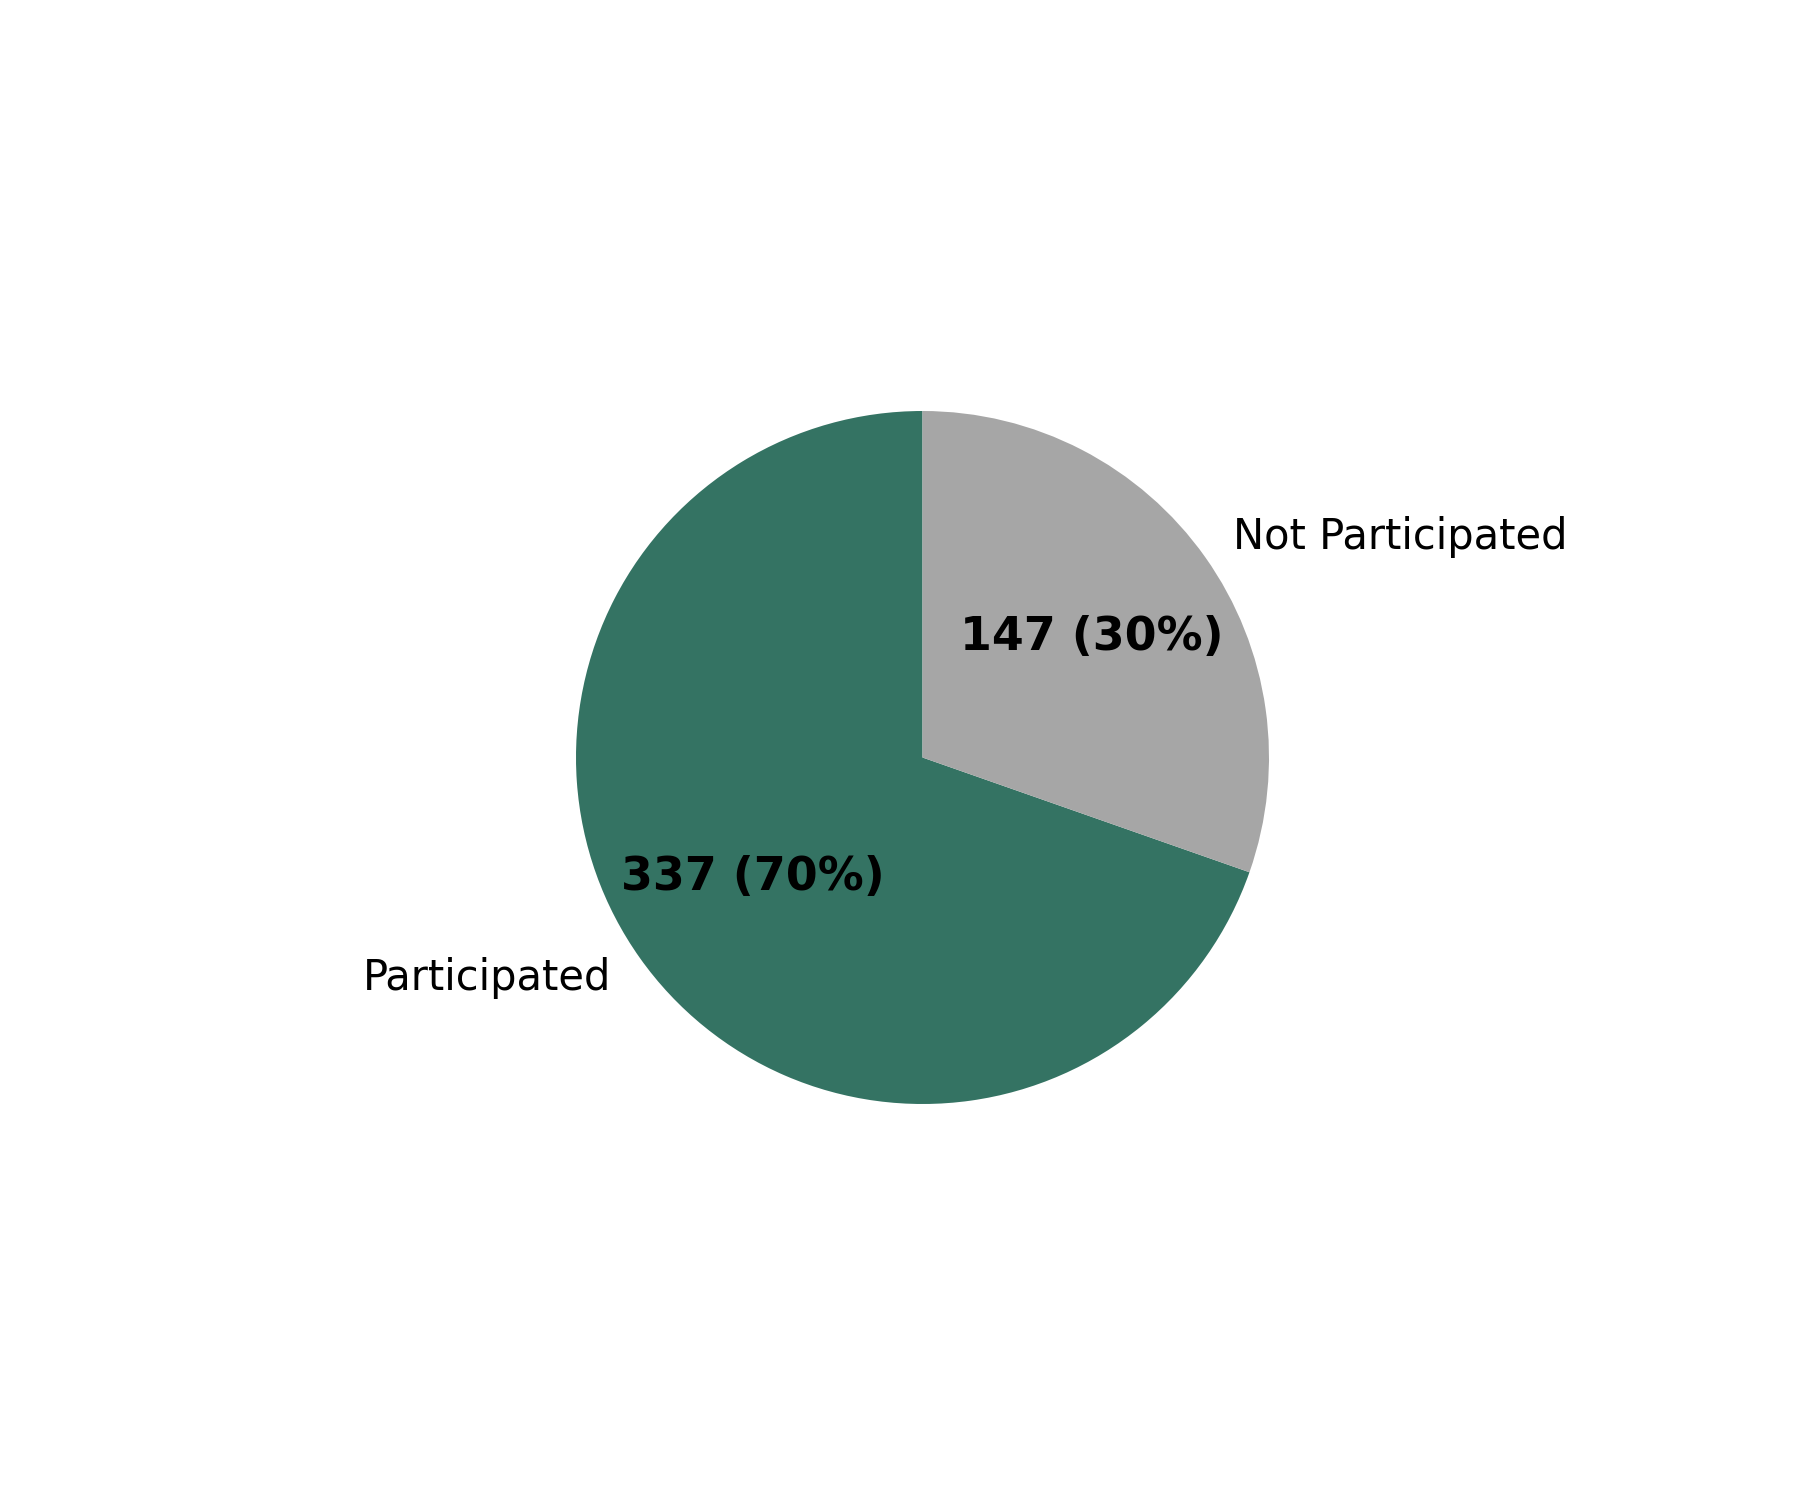 Not Participated
147 (30%)
337 (70%)
Participated